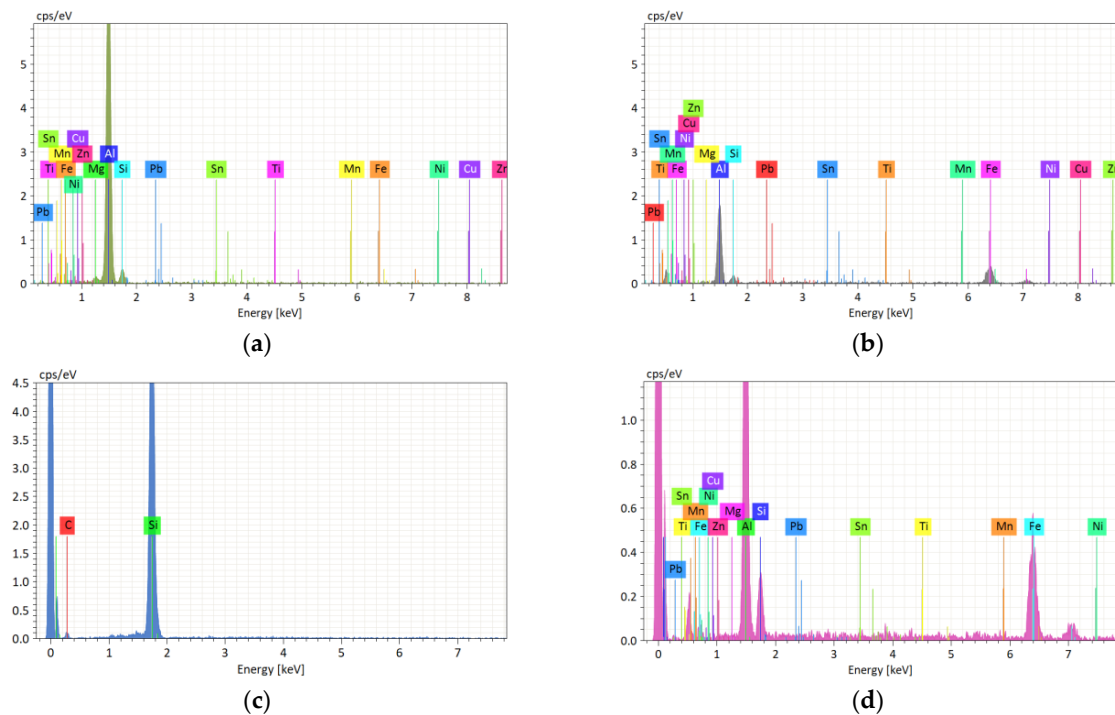 cps/eV
5
4
3
2
1
0
Sn Cu
Mn Zn Al
Ti Fe Mg Si Pb Sn Ti Mn Fe Ni Cu
Ni
Pb
1 2 3 4 5 6 7 8
Energy [keV]
(a)
cps/eV
5
4
3
2
1
0
Zn
Cu
Sn Ni
Mn Mg Si
Ti Fe Al Pb Sn Ti Mn Fe Ni Cu
Pb
1 2 3 4 5 6 7 8
Energy [keV]
(b)
cps/eV
4.5
4.0
3.5
3.0
2.5
2.0
1.5
1.0
0.5
0.0
C Si
0 1 2 3 4 5 6 7
Energy [keV]
(c)
cps/eV
1.0
0.8
0.6
0.4
0.2
0.0
Cu
Sn Ni
Mn Mg Si
Ti Fe Zn Al Pb Sn Ti Mn Fe Ni
Pb
0 1 2 3 4 5 6 7
Energy [keV]
(d)